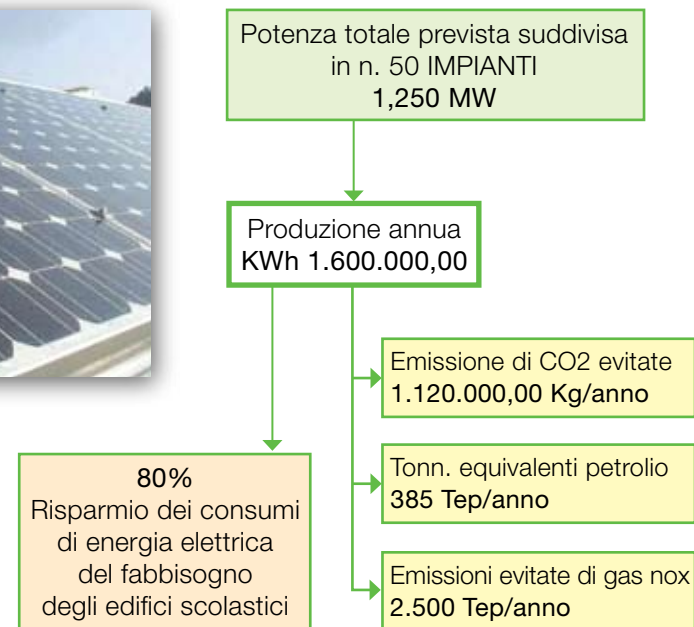 Potenza totale prevista suddivisa
in n. 50 IMPIANTI
1,250 MW
Produzione annua
KWh 1.600.000,00
Emissione di CO2 evitate
1.120.000,00 Kg/anno
Tonn. equivalenti petrolio
385 Tep/anno
Emissioni evitate di gas nox
2.500 Tep/anno
80%
Risparmio dei consumi
di energia elettrica
del fabbisogno
degli edifici scolastici